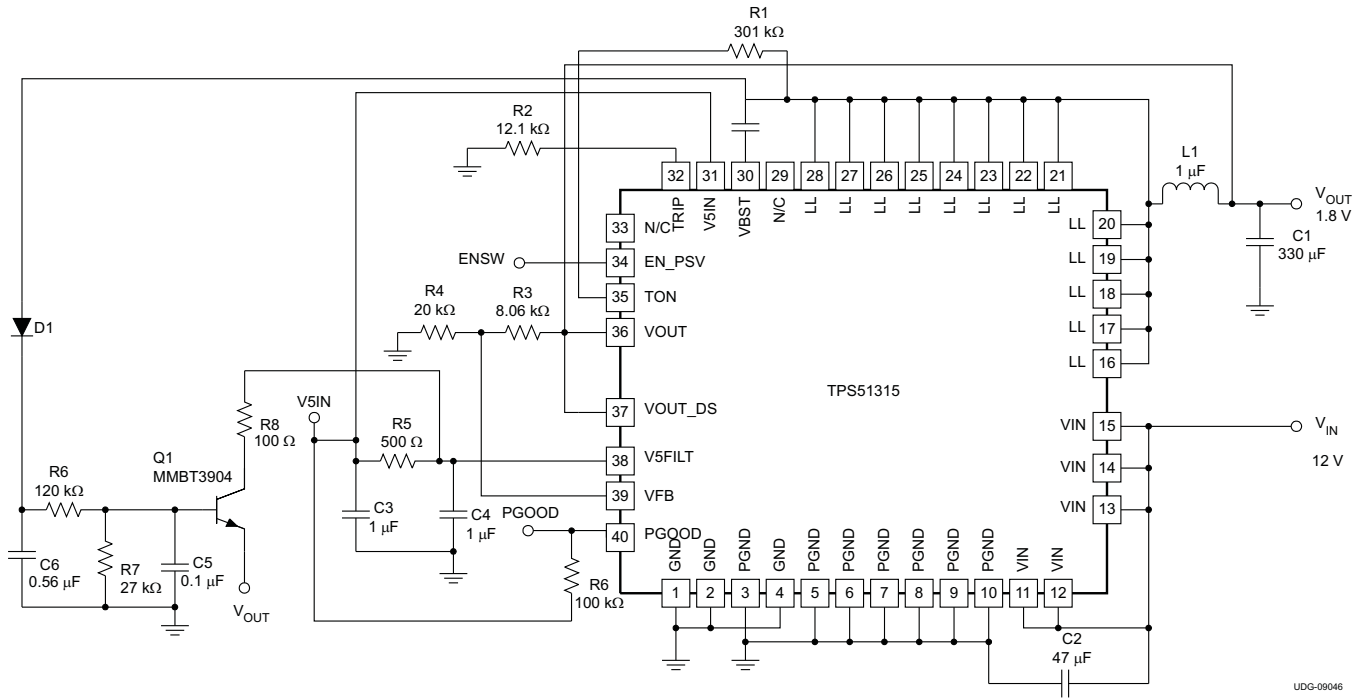 R1
301 kΩ
R2
12.1 kΩ
32
31
30
29
28
27
26
25
24
23
22
21
TRIP
V5IN
VBST
N/C
LL
LL
LL
LL
LL
LL
LL
LL
L1
1 μF
VOUT
1.8 V
C1
330 μF
33
N/C
ENSW
34
EN_PSV
35
TON
R4
20 kΩ
R3
8.06 kΩ
36
VOUT
37
VOUT_DS
38
V5FILT
39
VFB
40
PGOOD
LL
20
LL
19
LL
18
LL
17
LL
16
TPS51315
VIN
15
VIN
14
VIN
13
VIN
12 V
D1
V5IN
R8
100 Ω
R5
500 Ω
Q1
MMBT3904
R6
120 kΩ
C3
1 μF
C4
1 μF
PGOOD
C6
0.56 μF
R7
27 kΩ
C5
0.1 μF
VOUT
R6
100 kΩ
GND
GND
PGND
GND
PGND
PGND
PGND
PGND
PGND
PGND
VIN
VIN
1
2
3
4
5
6
7
8
9
10
11
12
C2
47 μF
UDG-09046